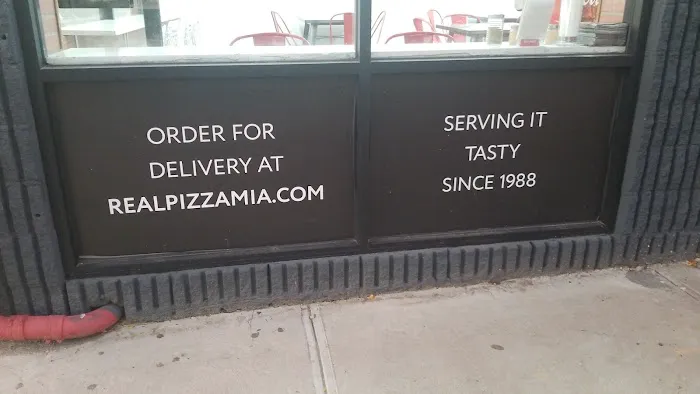 ORDER FOR
DELIVERY AT
REALPIZZAMIA.COM
SERVING IT
TASTY
SINCE 1988